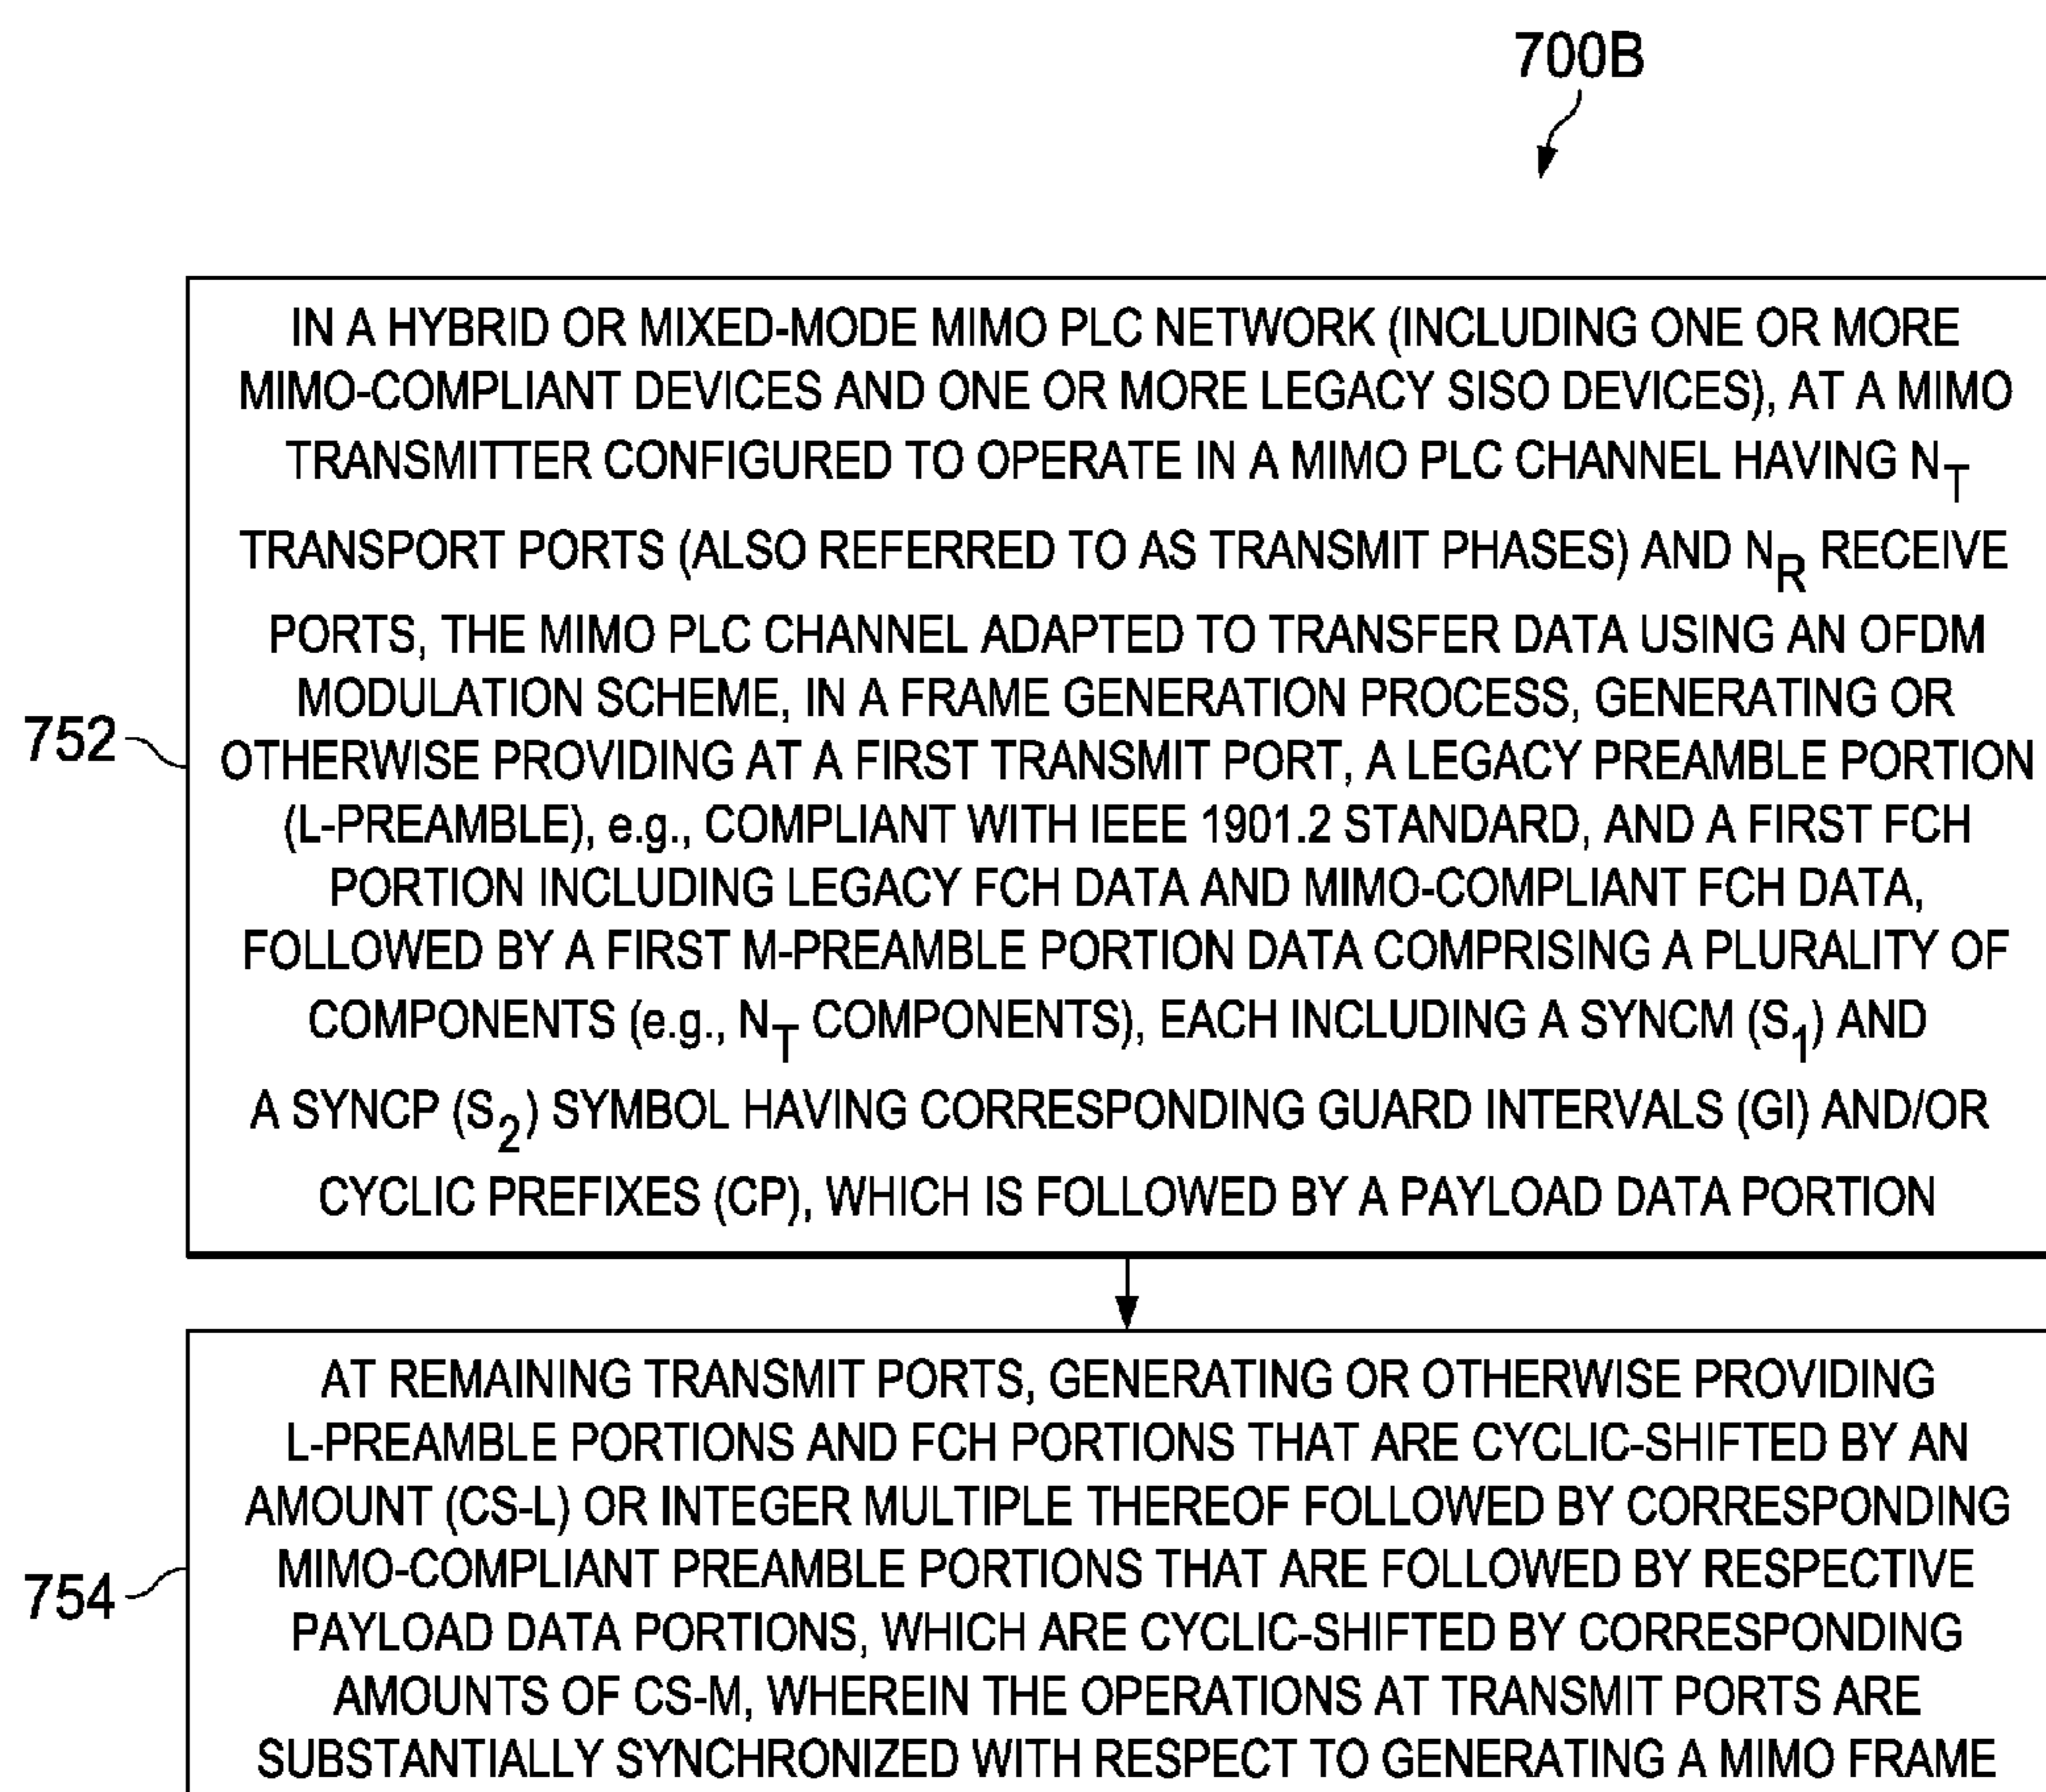 700B
IN A HYBRID OR MIXED-MODE MIMO PLC NETWORK (INCLUDING ONE OR MORE
MIMO-COMPLIANT DEVICES AND ONE OR MORE LEGACY SISO DEVICES), AT A MIMO
TRANSMITTER CONFIGURED TO OPERATE IN A MIMO PLC CHANNEL HAVING N_T
TRANSPORT PORTS (ALSO REFERRED TO AS TRANSMIT PHASES) AND N_R RECEIVE
PORTS, THE MIMO PLC CHANNEL ADAPTED TO TRANSFER DATA USING AN OFDM
MODULATION SCHEME, IN A FRAME GENERATION PROCESS, GENERATING OR
752
OTHERWISE PROVIDING AT A FIRST TRANSMIT PORT, A LEGACY PREAMBLE PORTION
(L-PREAMBLE), e.g., COMPLIANT WITH IEEE 1901.2 STANDARD, AND A FIRST FCH
PORTION INCLUDING LEGACY FCH DATA AND MIMO-COMPLIANT FCH DATA,
FOLLOWED BY A FIRST M-PREAMBLE PORTION DATA COMPRISING A PLURALITY OF
COMPONENTS (e.g., N_T COMPONENTS), EACH INCLUDING A SYNCM (S_1) AND
A SYNCP (S_2) SYMBOL HAVING CORRESPONDING GUARD INTERVALS (GI) AND/OR
CYCLIC PREFIXES (CP), WHICH IS FOLLOWED BY A PAYLOAD DATA PORTION
AT REMAINING TRANSMIT PORTS, GENERATING OR OTHERWISE PROVIDING
L-PREAMBLE PORTIONS AND FCH PORTIONS THAT ARE CYCLIC-SHIFTED BY AN
AMOUNT (CS-L) OR INTEGER MULTIPLE THEREOF FOLLOWED BY CORRESPONDING
MIMO-COMPLIANT PREAMBLE PORTIONS THAT ARE FOLLOWED BY RESPECTIVE
754
PAYLOAD DATA PORTIONS, WHICH ARE CYCLIC-SHIFTED BY CORRESPONDING
AMOUNTS OF CS-M, WHEREIN THE OPERATIONS AT TRANSMIT PORTS ARE
SUBSTANTIALLY SYNCHRONIZED WITH RESPECT TO GENERATING A MIMO FRAME